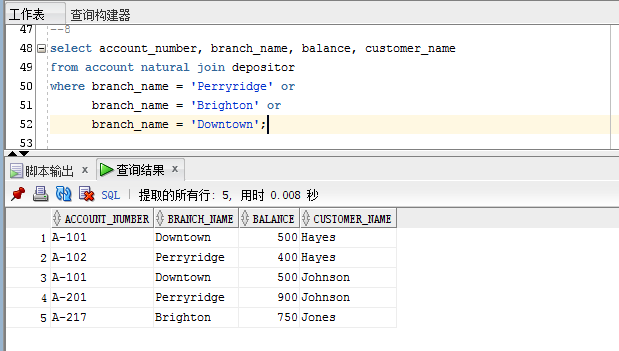 工作表 查询构建器
47 --8
48 select account_number, branch_name, balance, customer_name
49 from account natural join depositor
50 where branch_name = 'Perryridge' or
51 branch_name = 'Brighton' or
52 branch_name = 'Downtown';
53
脚本输出 x 查询结果 x
SQL | 提取的所有行: 5, 用时 0.008 秒
ACCOUNT_NUMBER BRANCH_NAME BALANCE CUSTOMER_NAME
1 A-101 Downtown 500 Hayes
2 A-102 Perryridge 400 Hayes
3 A-101 Downtown 500 Johnson
4 A-201 Perryridge 900 Johnson
5 A-217 Brighton 750 Jones